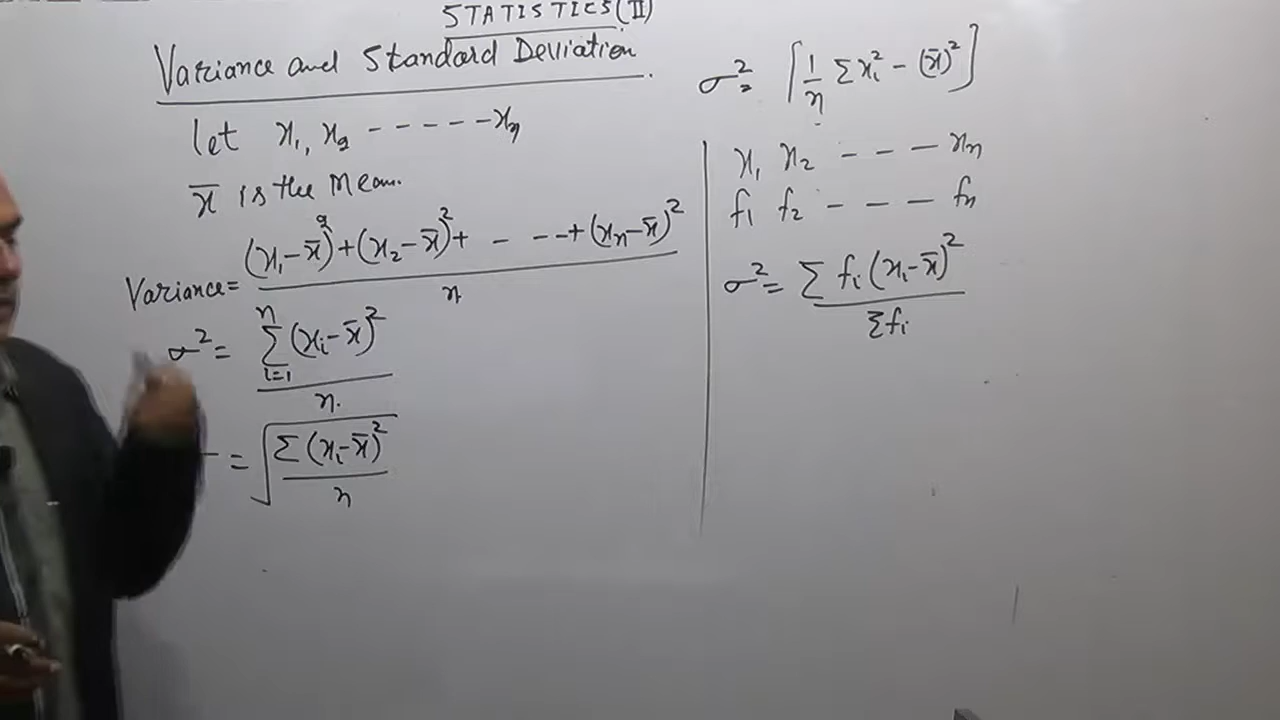 STATISTICS(II)
Variance and Standard Deviation.
let x₁, x₂ ------xₙ
x̄ is the Mean.
Variance= (x₁-x̄)²+(x₂-x̄)²+ - ---+(xₙ-x̄)² / n
σ²= Σᵢ₌₁ⁿ(xᵢ-x̄)² / n.
= √(Σ(xᵢ-x̄)² / n)
σ²= [1/n Σxᵢ² - (x̄)²]
x₁ x₂ - - - xₙ
f₁ f₂ - - - fₙ
σ²= Σfᵢ(xᵢ-x̄)² / Σfᵢ